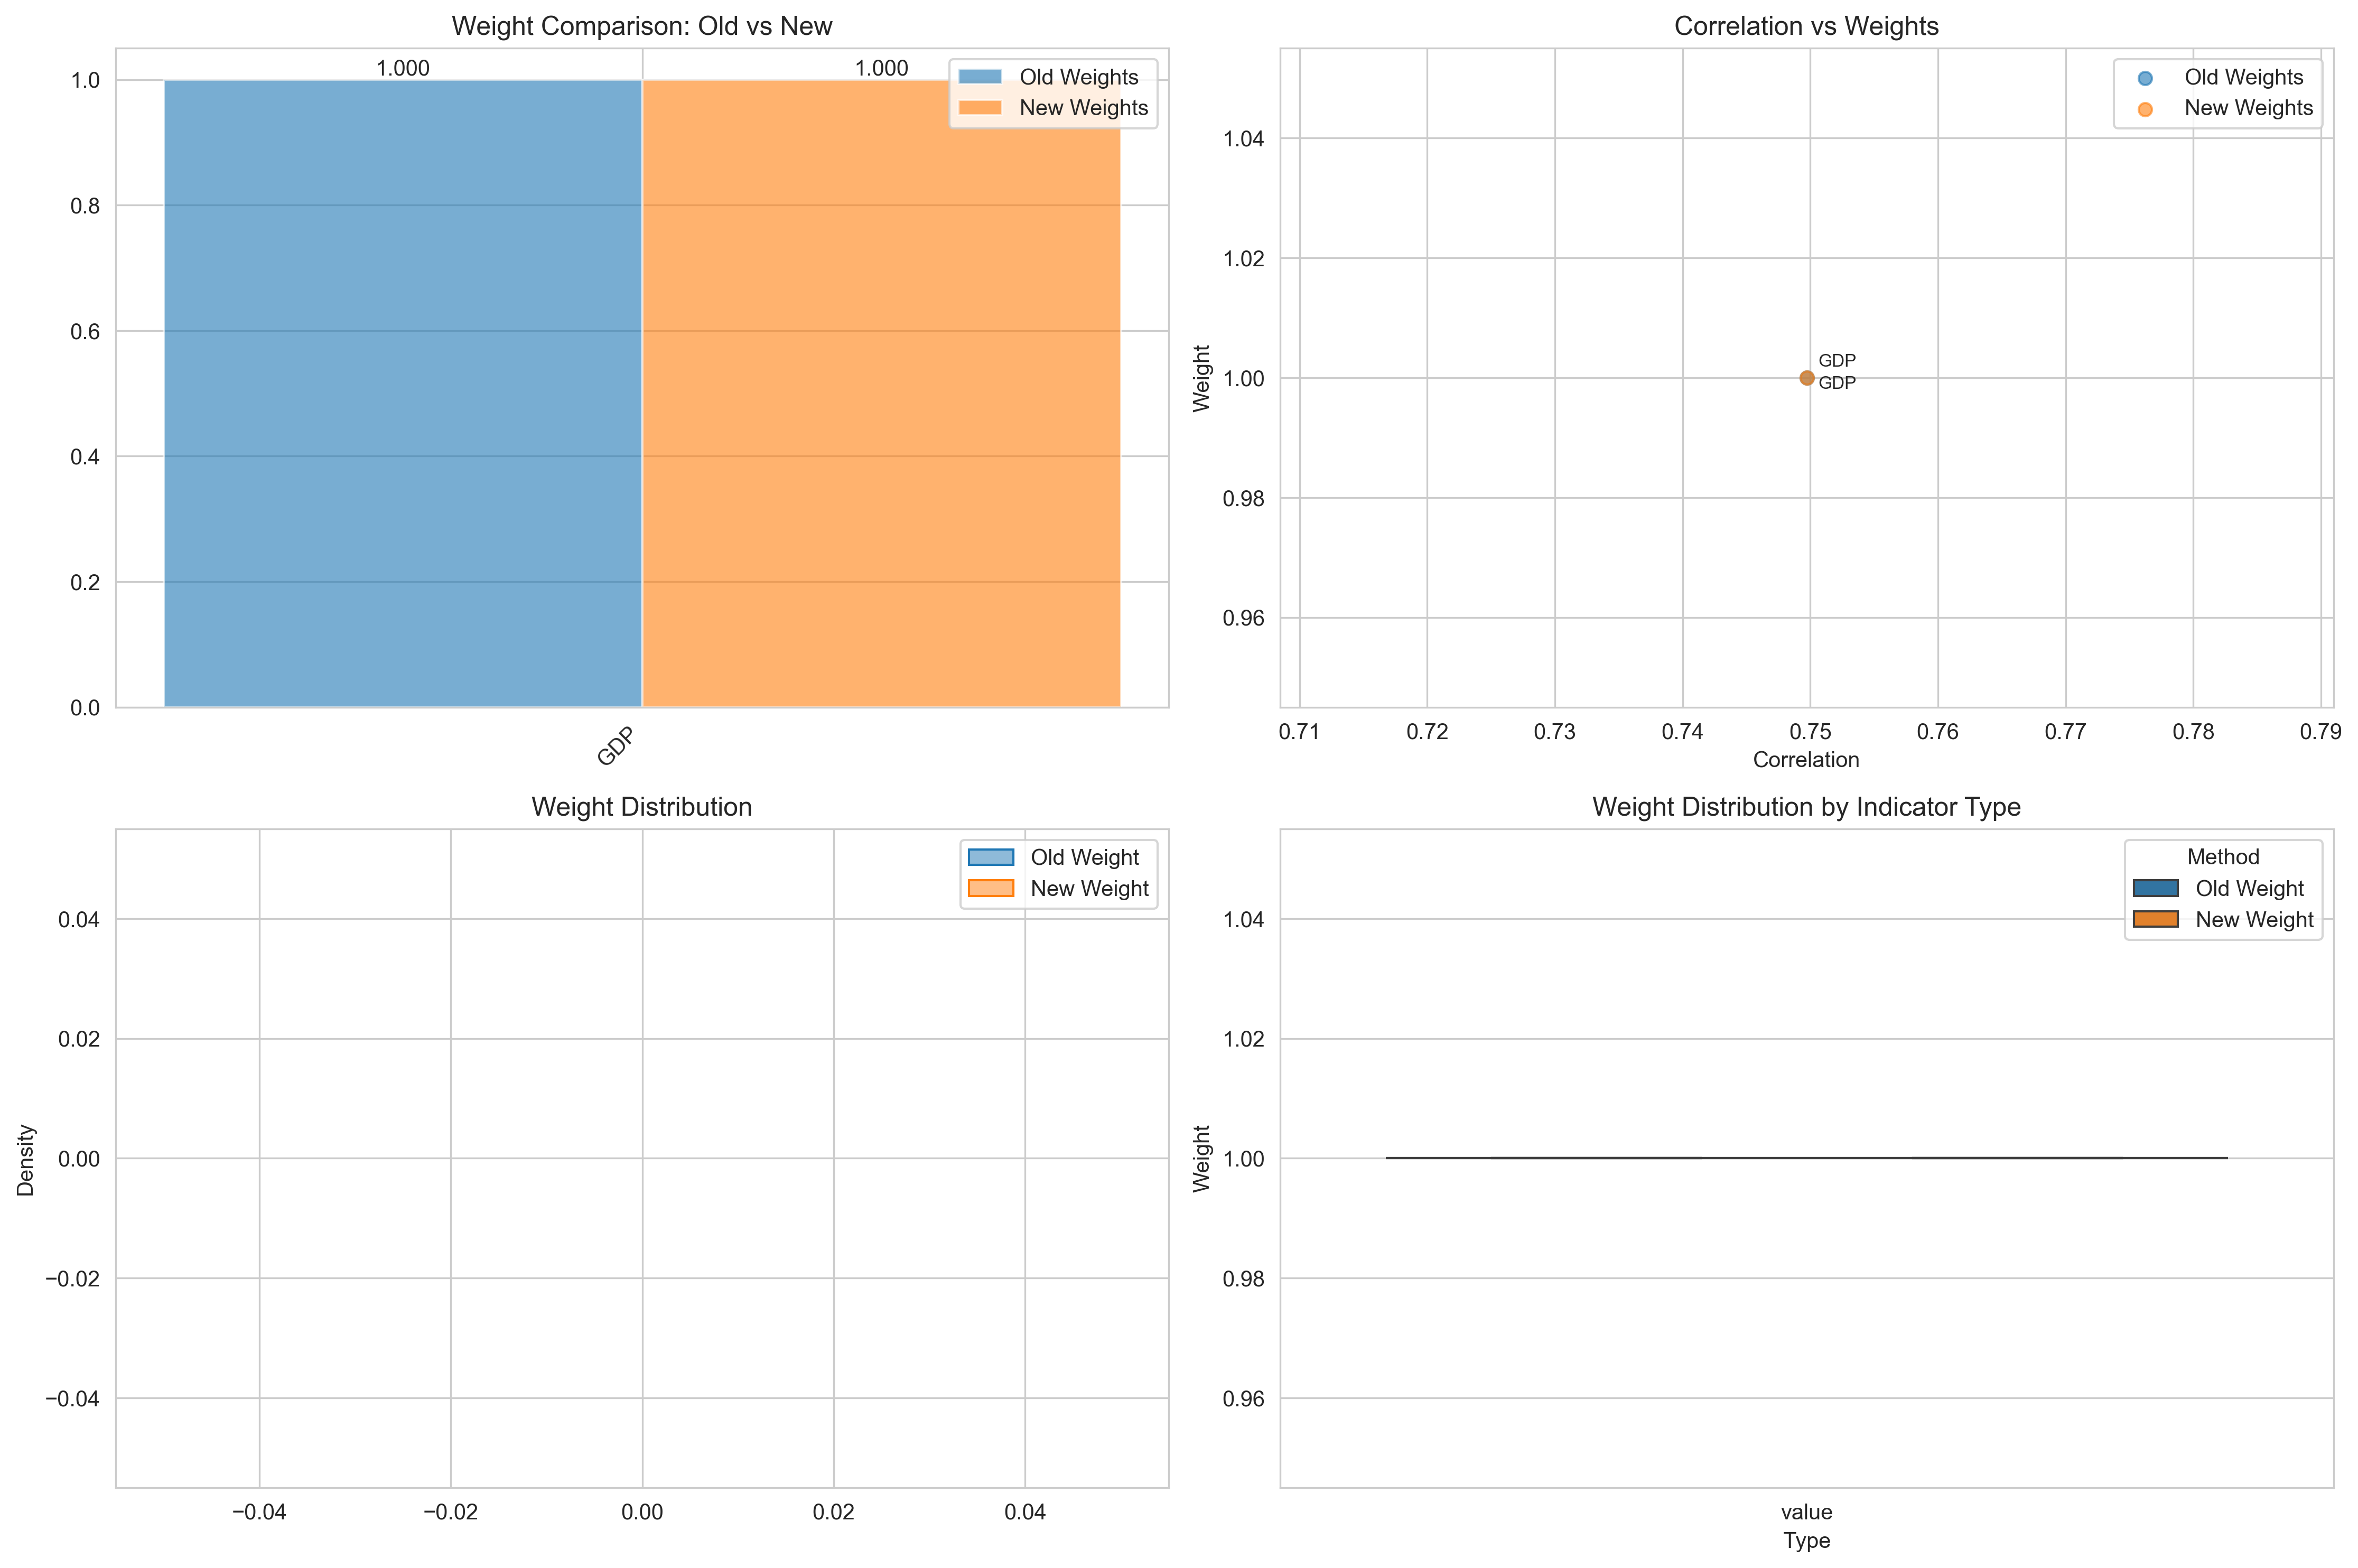 Weight Comparison: Old vs New
1.000
1.000
Old Weights
New Weights
1.0
0.8
0.6
0.4
0.2
0.0
GDP
Correlation vs Weights
Old Weights
New Weights
Weight
1.04
1.02
1.00
0.98
0.96
GDP
GDP
0.71 0.72 0.73 0.74 0.75 0.76 0.77 0.78 0.79
Correlation
Weight Distribution
Old Weight
New Weight
Density
0.04
0.02
0.00
−0.02
−0.04
−0.04 −0.02 0.00 0.02 0.04
Weight Distribution by Indicator Type
Method
Old Weight
New Weight
Weight
1.04
1.02
1.00
0.98
0.96
value
Type